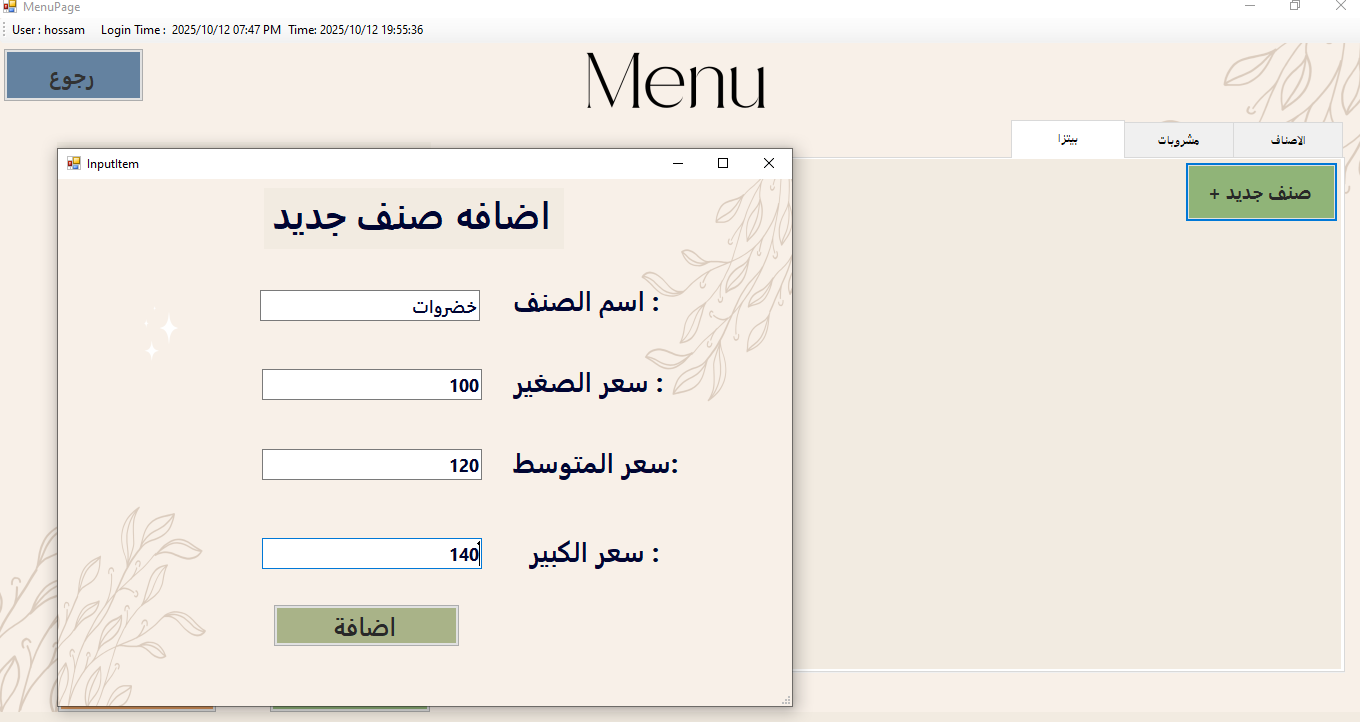 MenuPage
User : hossam Login Time : 2025/10/12 07:47 PM Time: 2025/10/12 19:55:36
رجوع
Menu
الاصناف
مشروبات
بيتزا
صنف جديد +
InputItem
اضافه صنف جديد
اسم الصنف :
خضروات
سعر الصغير :
100
سعر المتوسط:
120
سعر الكبير :
140
اضافة